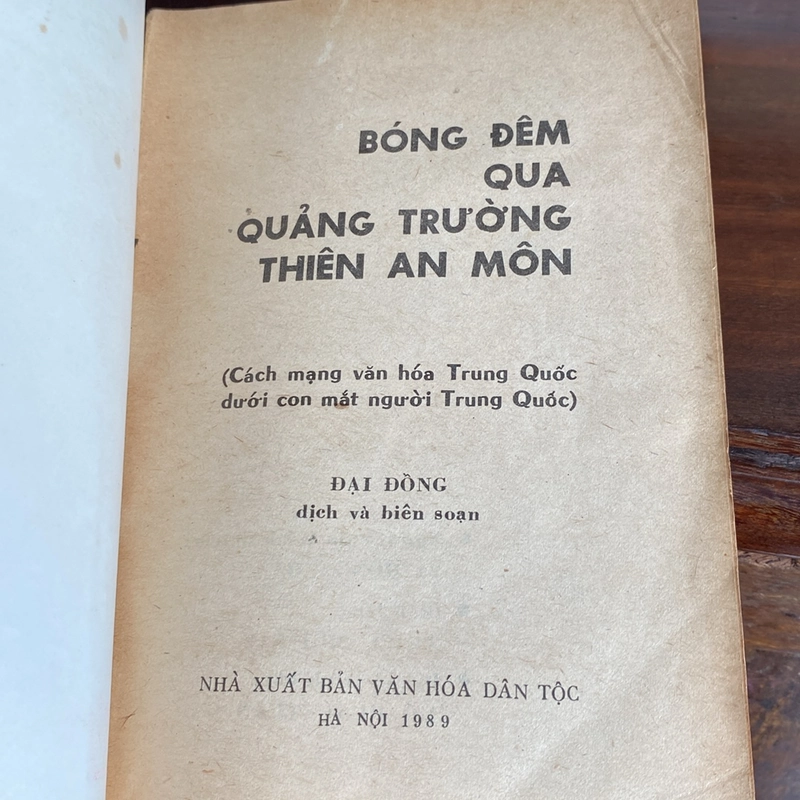 BÓNG ĐÊM
QUA
QUẢNG TRƯỜNG
THIÊN AN MÔN
(Cách mạng văn hóa Trung Quốc
dưới con mắt người Trung Quốc)
ĐẠI ĐỒNG
dịch và biên soạn
NHÀ XUẤT BẢN VĂN HÓA DÂN TỘC
HÀ NỘI 1989